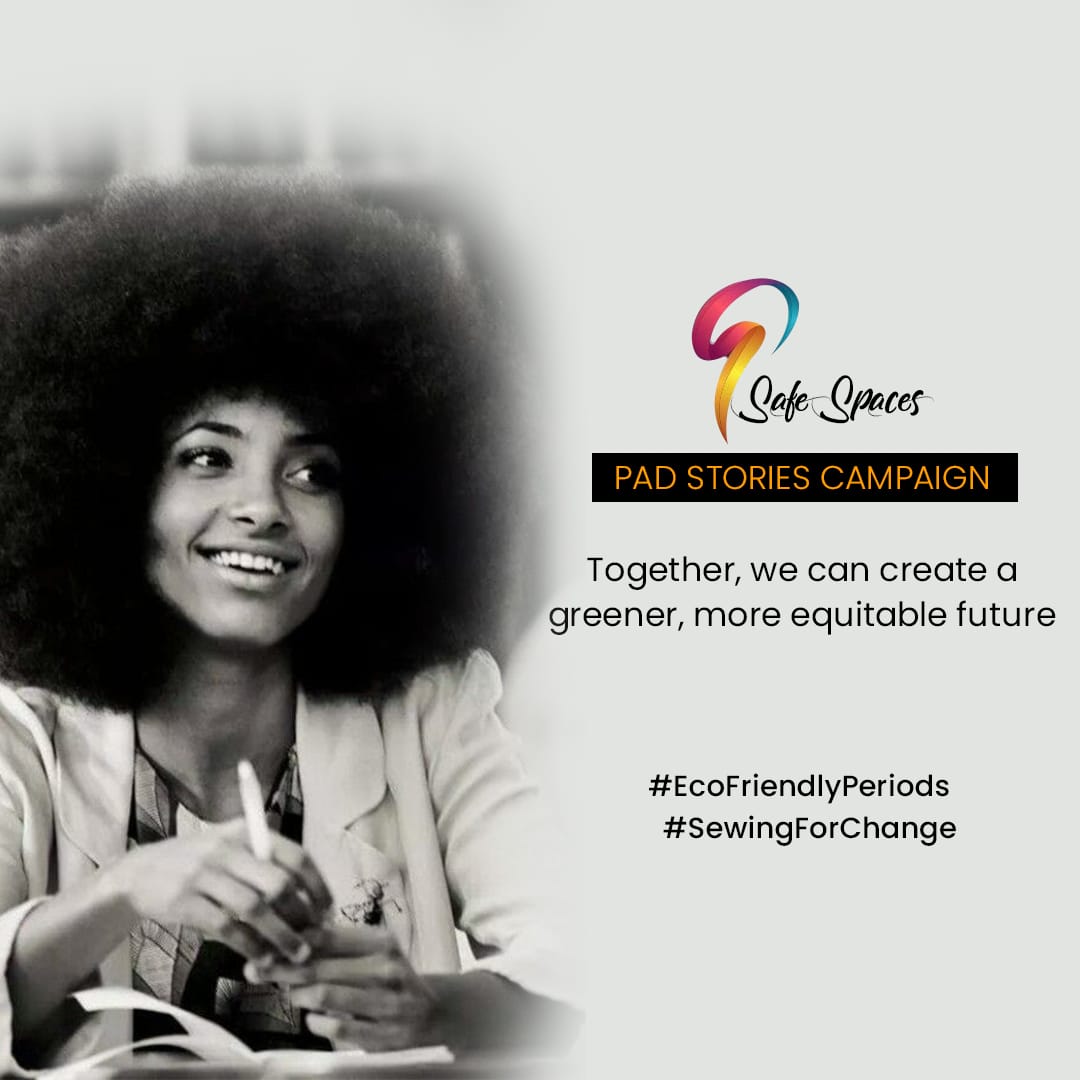 Safe Spaces
PAD STORIES CAMPAIGN
Together, we can create a
greener, more equitable future
#EcoFriendlyPeriods
#SewingForChange